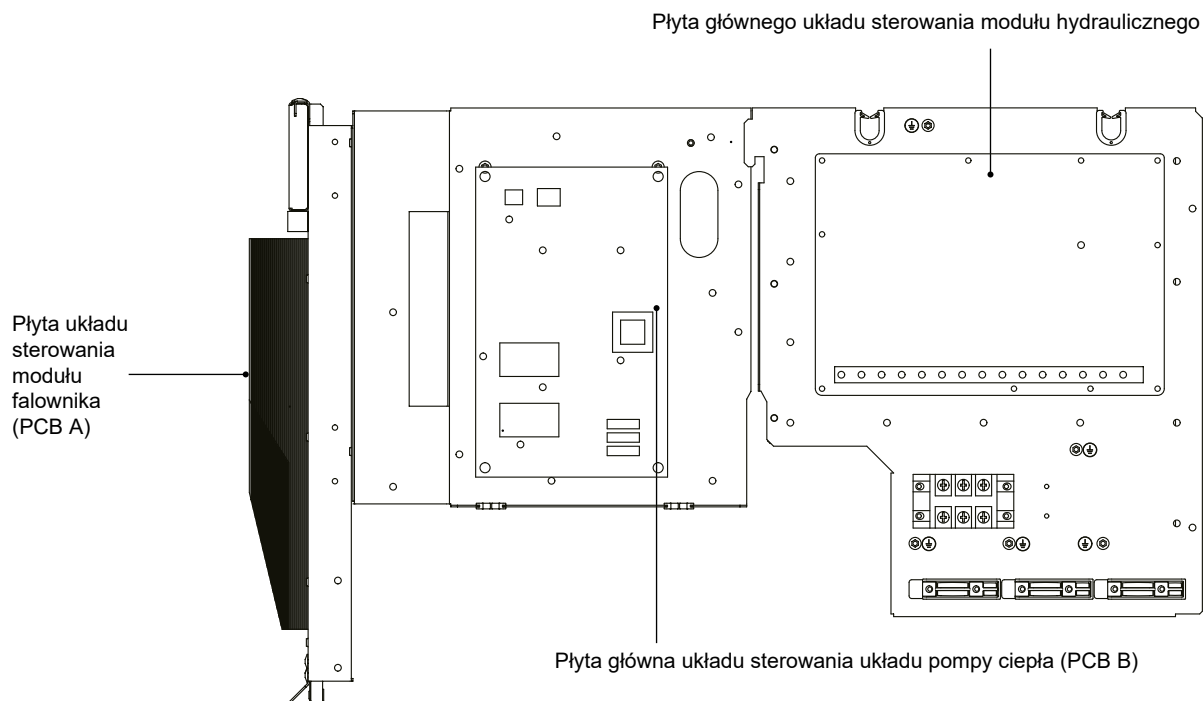 Płyta głównego układu sterowania modułu hydraulicznego
Płyta układu
sterowania
modułu
falownika
(PCB A)
Płyta główna układu sterowania układu pompy ciepła (PCB B)